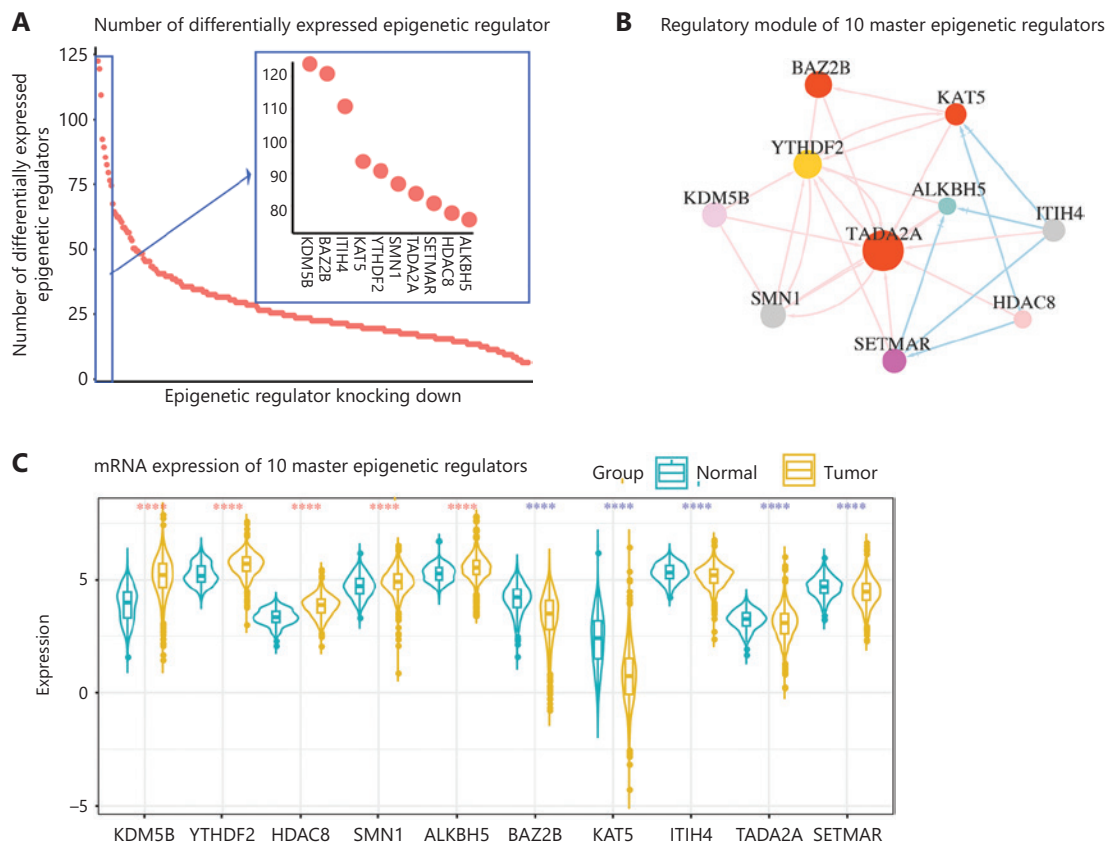 A
Number of differentially expressed epigenetic regulator
Number of differentially expressed
epigenetic regulators
125
100
75
50
25
0
120
110
100
90
80
KDM5B
BAZ2B
ITIH4
KAT5
YTHDF2
SMN1
TADA2A
SETMAR
HDAC8
ALKBH5
Epigenetic regulator knocking down
B
Regulatory module of 10 master epigenetic regulators
BAZ2B
KAT5
YTHDF2
ALKBH5
KDM5B
ITIH4
TADA2A
SMN1
HDAC8
SETMAR
C
mRNA expression of 10 master epigenetic regulators
Group Normal Tumor
**** **** **** **** **** **** **** **** **** ****
Expression
5
0
−5
KDM5B YTHDF2 HDAC8 SMN1 ALKBH5 BAZ2B KAT5 ITIH4 TADA2A SETMAR